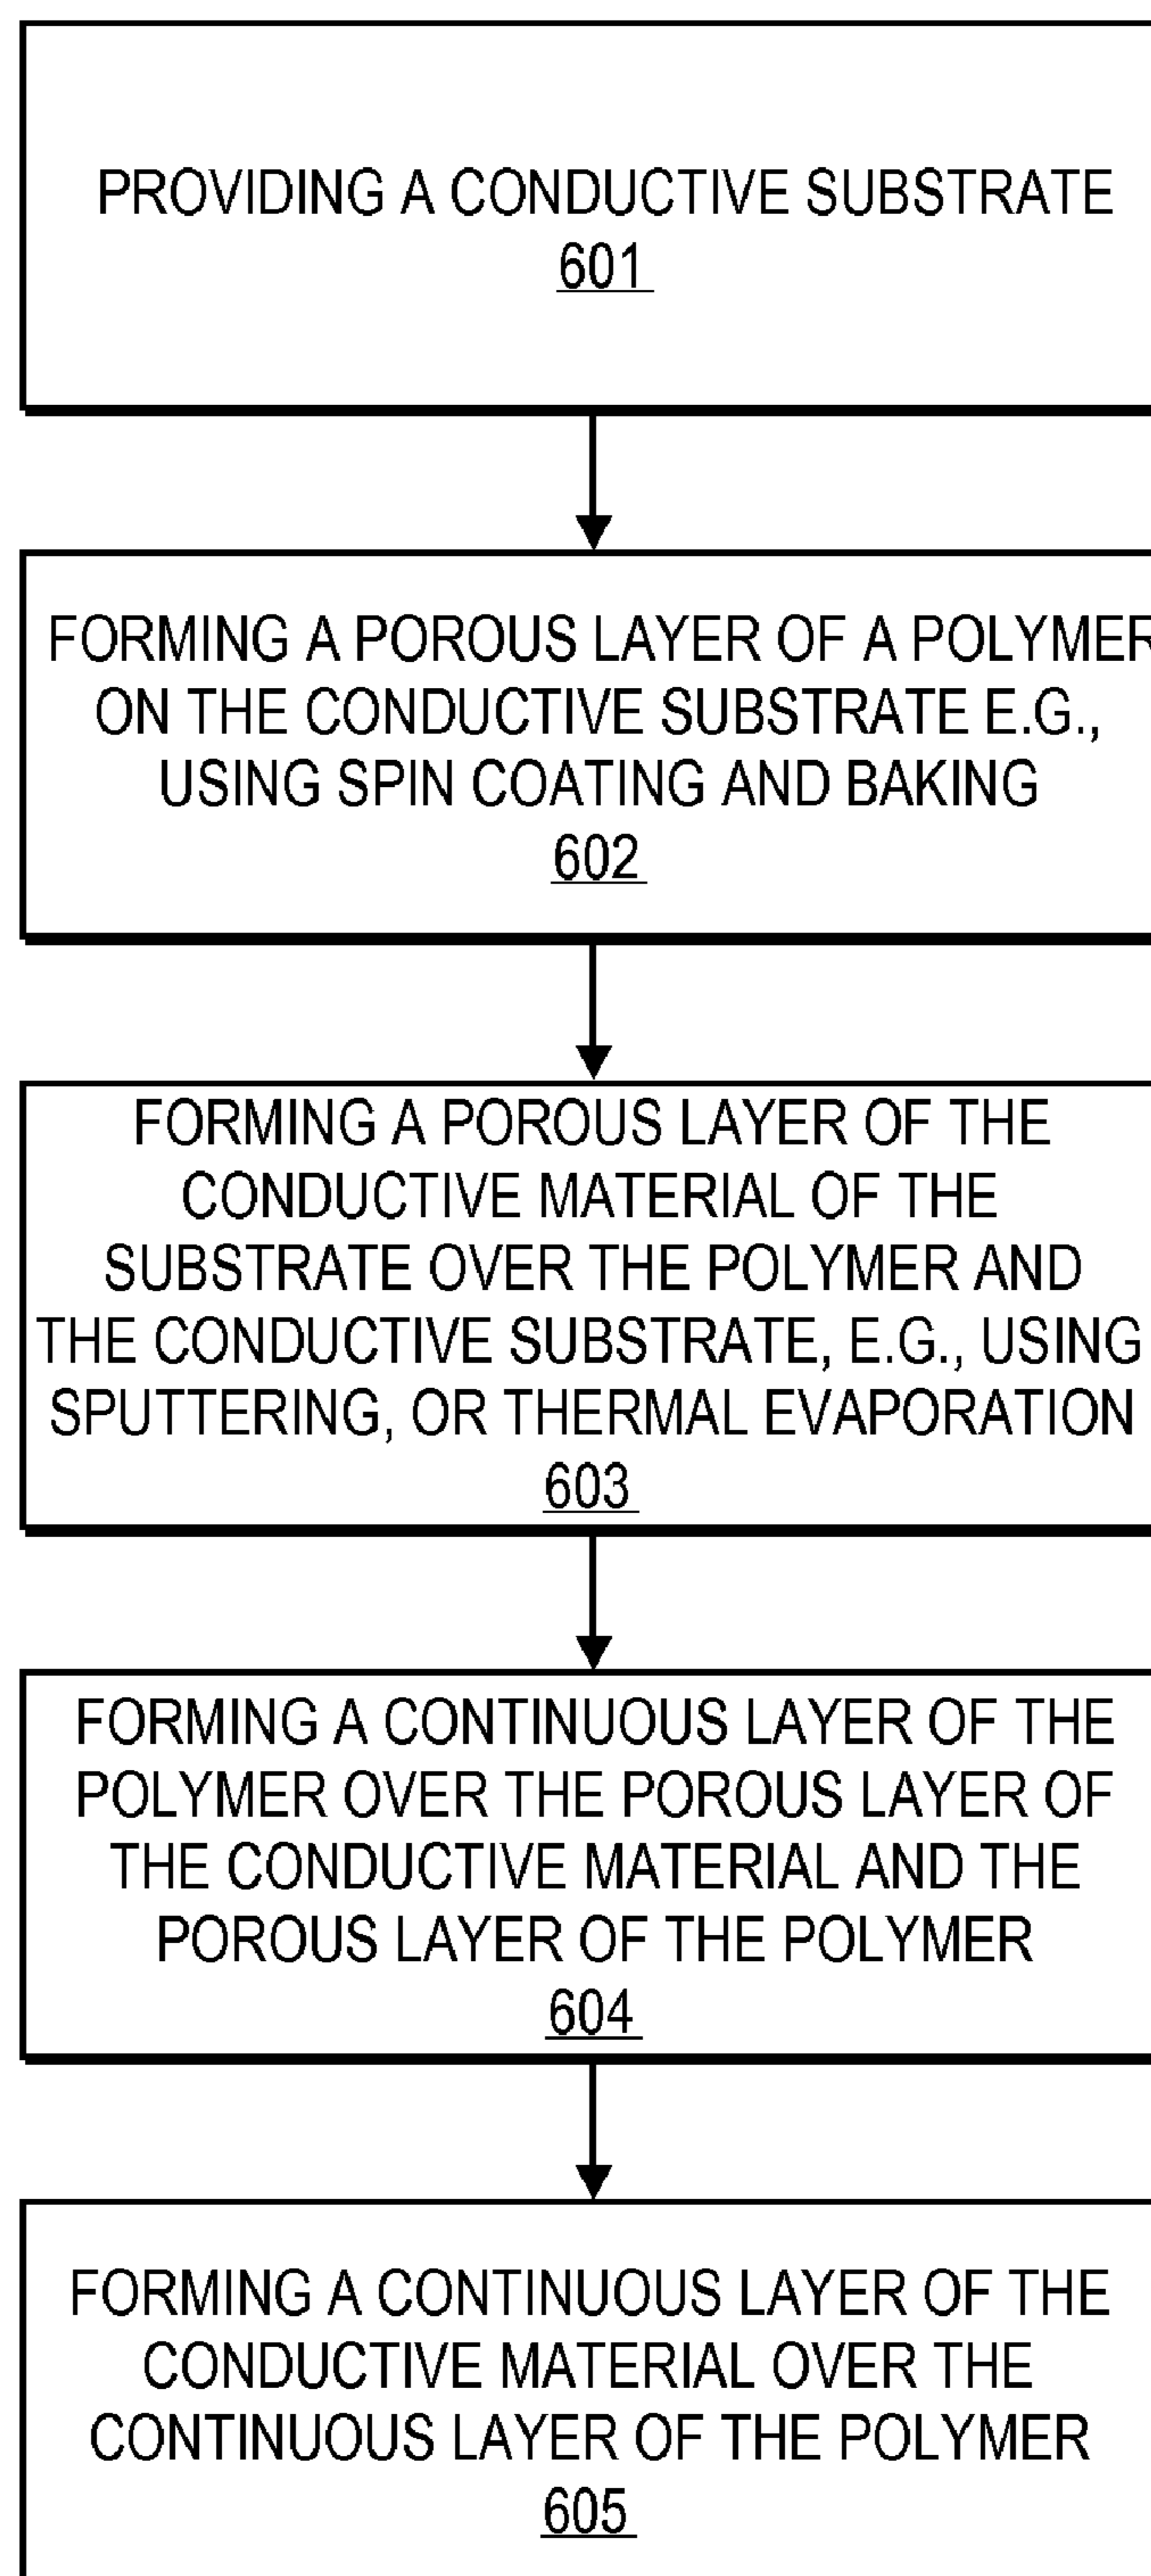 PROVIDING A CONDUCTIVE SUBSTRATE
601
FORMING A POROUS LAYER OF A POLYMER
ON THE CONDUCTIVE SUBSTRATE E.G.,
USING SPIN COATING AND BAKING
602
FORMING A POROUS LAYER OF THE
CONDUCTIVE MATERIAL OF THE
SUBSTRATE OVER THE POLYMER AND
THE CONDUCTIVE SUBSTRATE, E.G., USING
SPUTTERING, OR THERMAL EVAPORATION
603
FORMING A CONTINUOUS LAYER OF THE
POLYMER OVER THE POROUS LAYER OF
THE CONDUCTIVE MATERIAL AND THE
POROUS LAYER OF THE POLYMER
604
FORMING A CONTINUOUS LAYER OF THE
CONDUCTIVE MATERIAL OVER THE
CONTINUOUS LAYER OF THE POLYMER
605